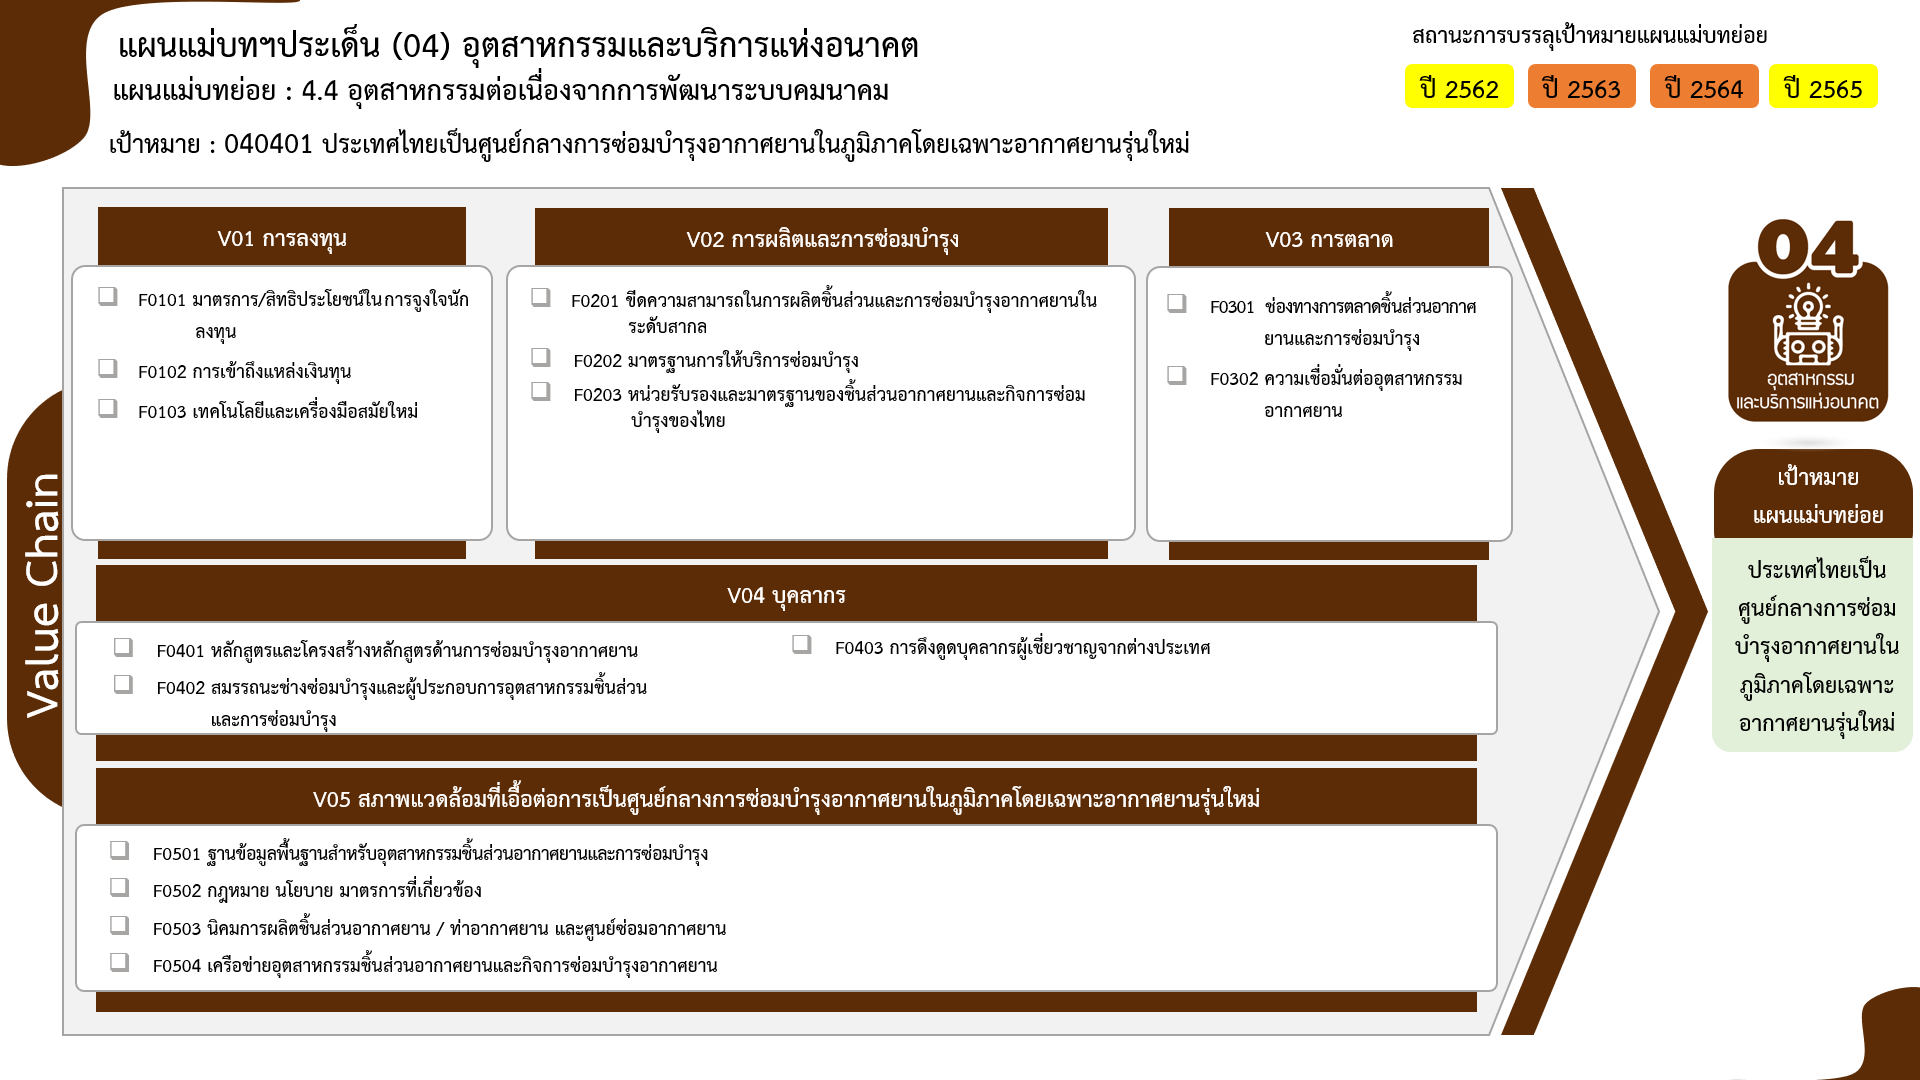 แผนแม่บทฯประเด็น (04) อุตสาหกรรมและบริการแห่งอนาคต
แผนแม่บทย่อย : 4.4 อุตสาหกรรมต่อเนื่องจากการพัฒนาระบบคมนาคม
เป้าหมาย : 040401 ประเทศไทยเป็นศูนย์กลางการซ่อมบำรุงอากาศยานในภูมิภาคโดยเฉพาะอากาศยานรุ่นใหม่
สถานะการบรรลุเป้าหมายแผนแม่บทย่อย
ปี 2562 ปี 2563 ปี 2564 ปี 2565
Value Chain
V01 การลงทุน
F0101 มาตรการ/สิทธิประโยชน์ในการจูงใจนัก
ลงทุน
F0102 การเข้าถึงแหล่งเงินทุน
F0103 เทคโนโลยีและเครื่องมือสมัยใหม่
V02 การผลิตและการซ่อมบำรุง
F0201 ขีดความสามารถในการผลิตชิ้นส่วนและการซ่อมบำรุงอากาศยานใน
ระดับสากล
F0202 มาตรฐานการให้บริการซ่อมบำรุง
F0203 หน่วยรับรองและมาตรฐานของชิ้นส่วนอากาศยานและกิจการซ่อม
บำรุงของไทย
V03 การตลาด
F0301 ช่องทางการตลาดชิ้นส่วนอากาศ
ยานและการซ่อมบำรุง
F0302 ความเชื่อมั่นต่ออุตสาหกรรม
อากาศยาน
V04 บุคลากร
F0401 หลักสูตรและโครงสร้างหลักสูตรด้านการซ่อมบำรุงอากาศยาน
F0402 สมรรถนะช่างซ่อมบำรุงและผู้ประกอบการอุตสาหกรรมชิ้นส่วน
และการซ่อมบำรุง
F0403 การดึงดูดบุคลากรผู้เชี่ยวชาญจากต่างประเทศ
V05 สภาพแวดล้อมที่เอื้อต่อการเป็นศูนย์กลางการซ่อมบำรุงอากาศยานในภูมิภาคโดยเฉพาะอากาศยานรุ่นใหม่
F0501 ฐานข้อมูลพื้นฐานสำหรับอุตสาหกรรมชิ้นส่วนอากาศยานและการซ่อมบำรุง
F0502 กฎหมาย นโยบาย มาตรการที่เกี่ยวข้อง
F0503 นิคมการผลิตชิ้นส่วนอากาศยาน / ท่าอากาศยาน และศูนย์ซ่อมอากาศยาน
F0504 เครือข่ายอุตสาหกรรมชิ้นส่วนอากาศยานและกิจการซ่อมบำรุงอากาศยาน
04
อุตสาหกรรม
และบริการแห่งอนาคต
เป้าหมาย
แผนแม่บทย่อย
ประเทศไทยเป็น
ศูนย์กลางการซ่อม
บำรุงอากาศยานใน
ภูมิภาคโดยเฉพาะ
อากาศยานรุ่นใหม่